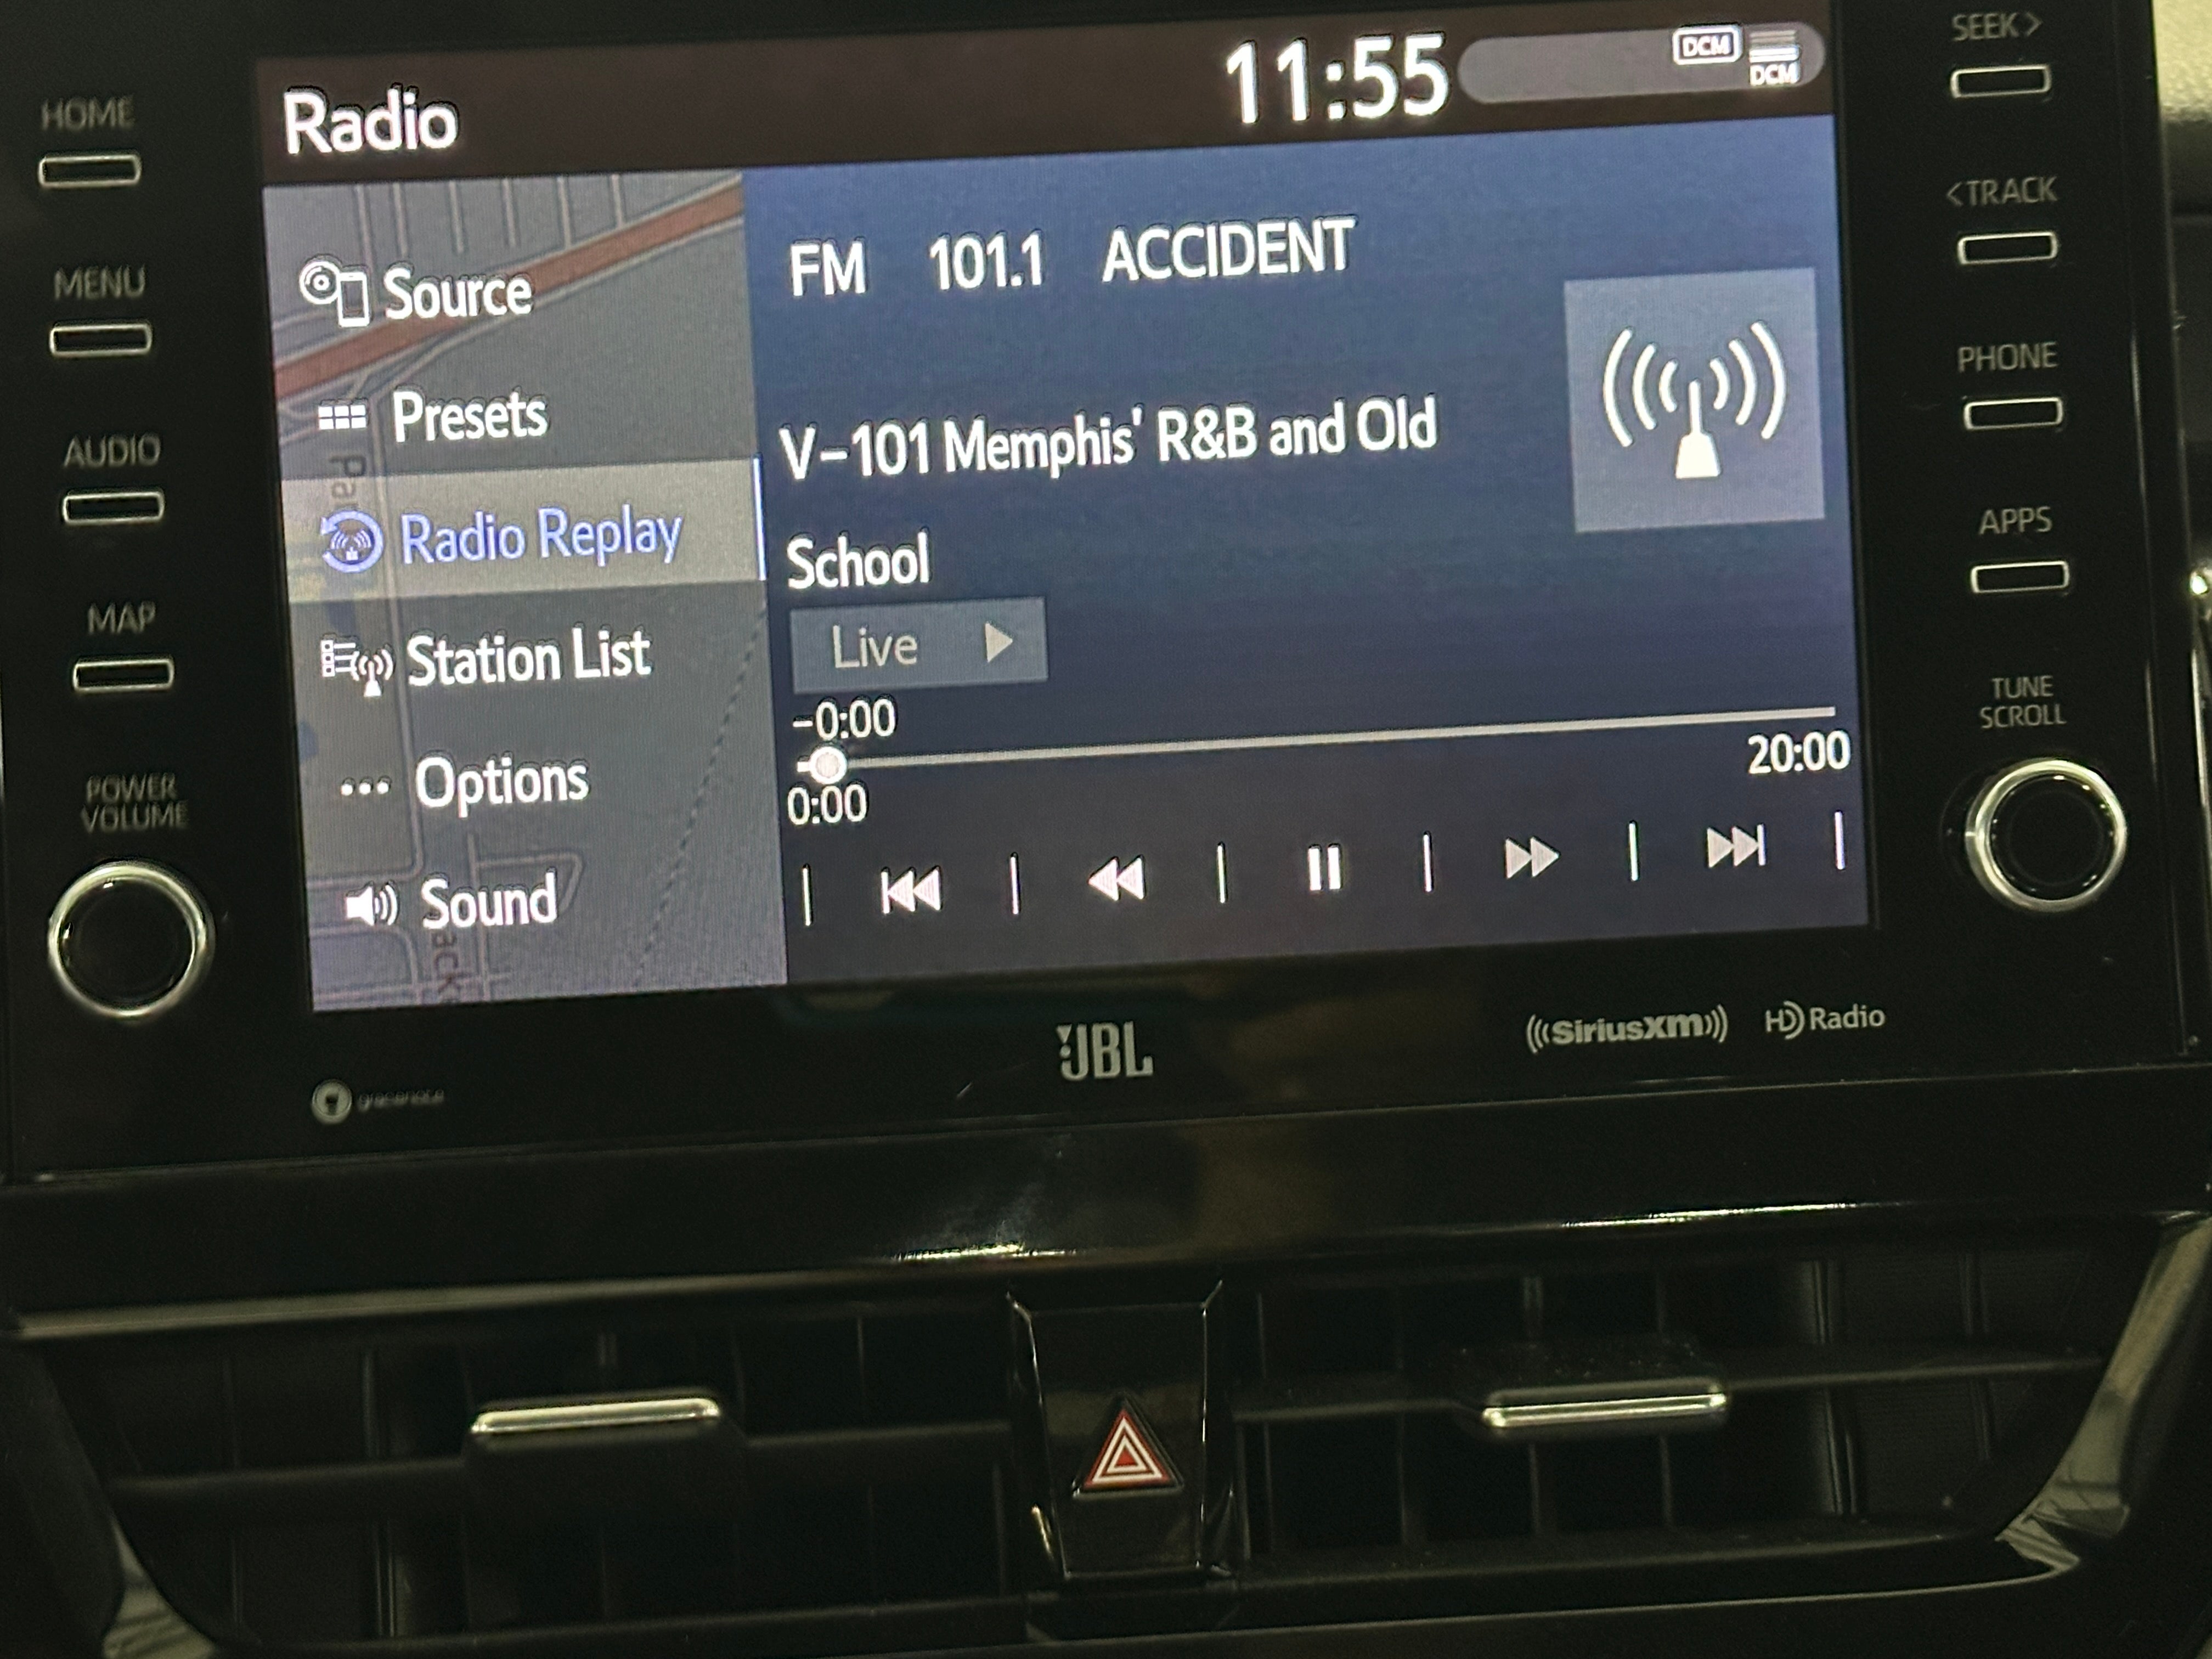 HOME
MENU
AUDIO
MAP
POWER
VOLUME
Radio
11:55
DCM
DCM
Source
Presets
Radio Replay
Station List
Options
Sound
FM 101.1 ACCIDENT
V-101 Memphis' R&B and Old
School
Live
-0:00
20:00
0:00
SEEK>
<TRACK
PHONE
APPS
TUNE
SCROLL
gracenote
JBL
SiriusXM
HD Radio